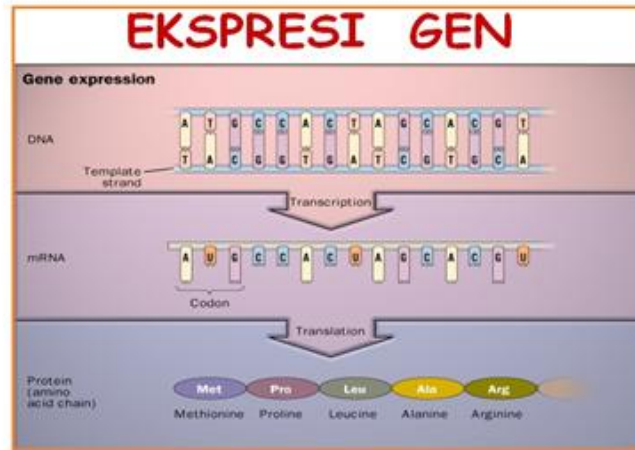 EKSPRESI GEN
Gene expression
DNA
A T G C C A C T A G C A C G T
T A C G G T G A T C G T G C A
Template
strand
Transcription
mRNA
A U G C C A C U A G C A C G U
Codon
Translation
Protein
(amino
acid chain)
Met Pro Leu Ala Arg
Methionine Proline Leucine Alanine Arginine